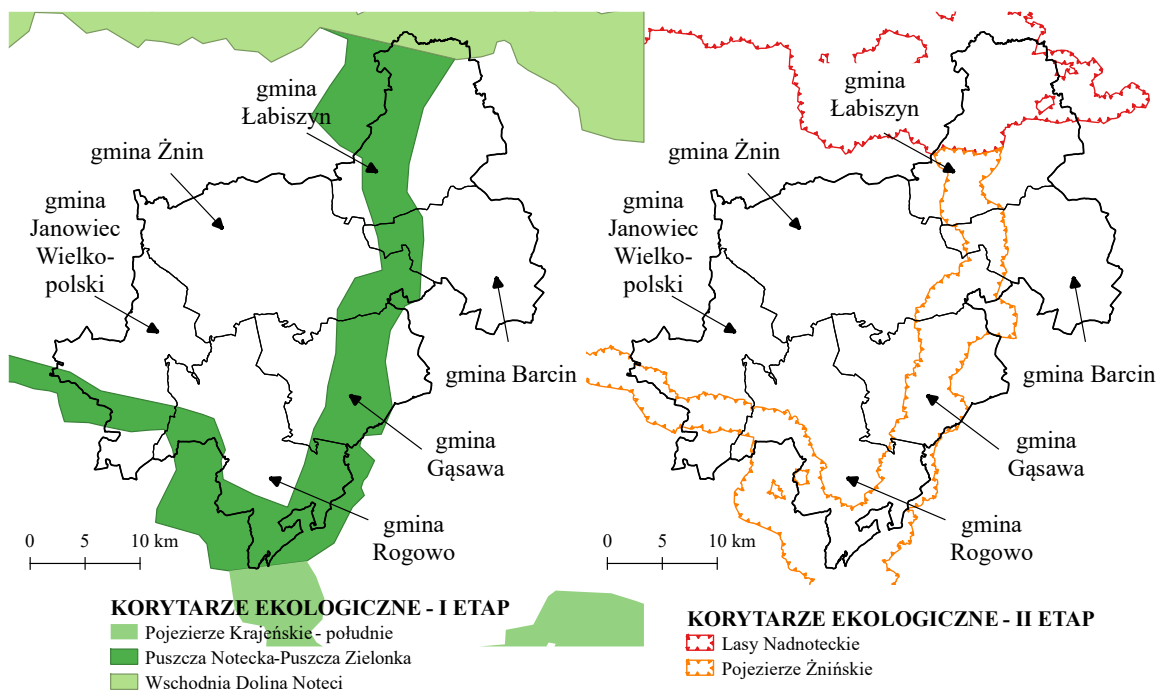 gmina
Łabiszyn
gmina Żnin
gmina
Janowiec
Wielko-
polski
gmina Barcin
gmina
Gąsawa
gmina
Rogowo
0 5 10 km
KORYTARZE EKOLOGICZNE - I ETAP
Pojezierze Krajeńskie - południe
Puszcza Notecka-Puszcza Zielonka
Wschodnia Dolina Noteci
gmina
Łabiszyn
gmina Żnin
gmina
Janowiec
Wielko-
polski
gmina Barcin
gmina
Gąsawa
gmina
Rogowo
0 5 10 km
KORYTARZE EKOLOGICZNE - II ETAP
Lasy Nadnoteckie
Pojezierze Żnińskie